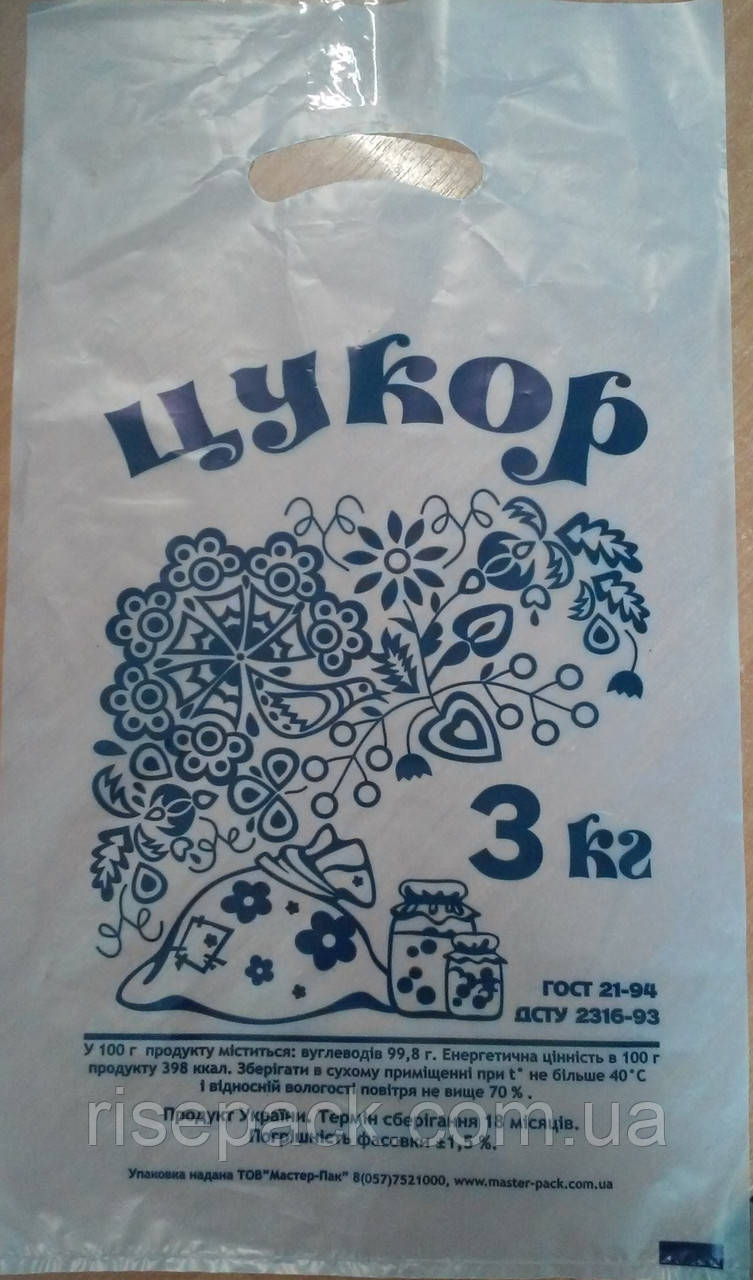 цукор
3 кг
ГОСТ 21-94
ДСТУ 2316-93
У 100 г продукту міститься: вуглеводів 99,8 г. Енергетична цінність в 100 г
продукту 398 ккал. Зберігати в сухому приміщенні при t° не більше 40°С
і відносній вологості повітря не вище 70 % .
Продукт України. Термін сберігання 18 місяців.
risepack.com.ua
Погрішність фасовки ±1,5 %.
Упаковка надана ТОВ"Мастер-Пак" 8(057)7521000, www.master-pack.com.ua